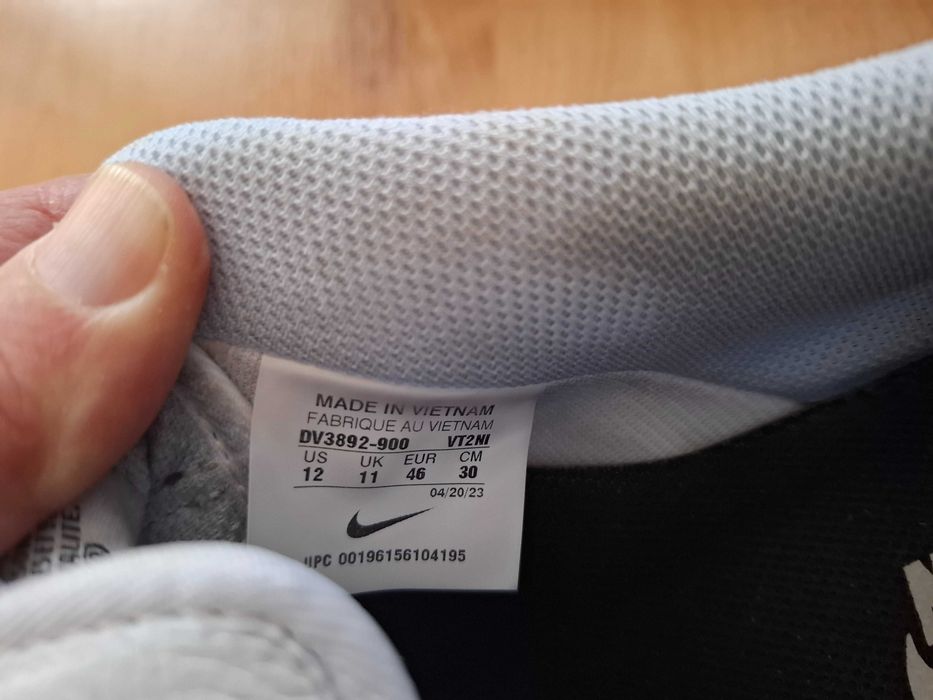 MADE IN VIETNAM
FABRIQUE AU VIETNAM
DV3892-900 VT2NI
US UK EUR CM
12 11 46 30
04/20/23
UPC 00196156104195